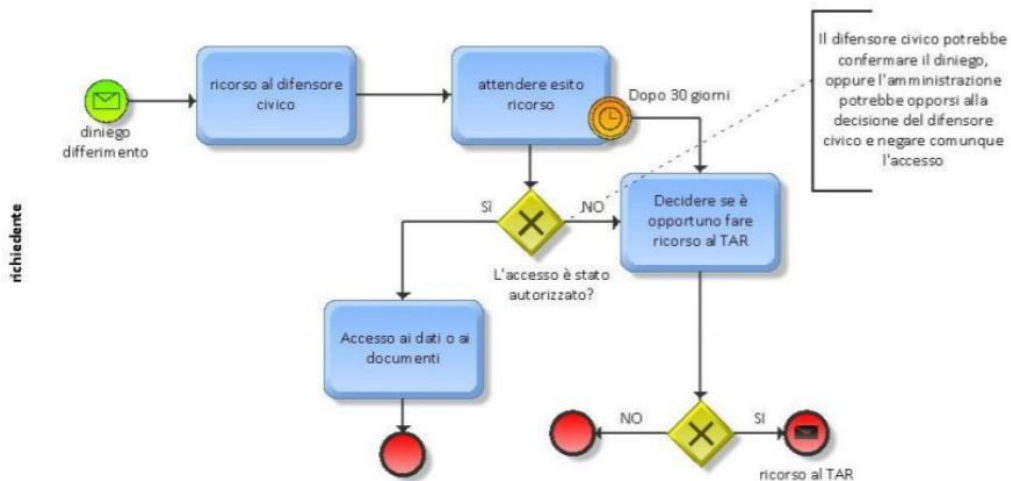 ricorso al difensore
civico
attendere esito
ricorso
Dopo 30 giorni
Il difensore civico potrebbe
confermare il diniego,
oppure l'amministrazione
potrebbe opporsi alla
decisione del difensore
civico e negare comunque
l'accesso
diniego
differimento
richiedente
SÌ
NO
Decidere se è
opportuno fare
ricorso al TAR
L'accesso è stato
autorizzato?
Accesso ai dati o ai
documenti
NO
SI
ricorso al TAR